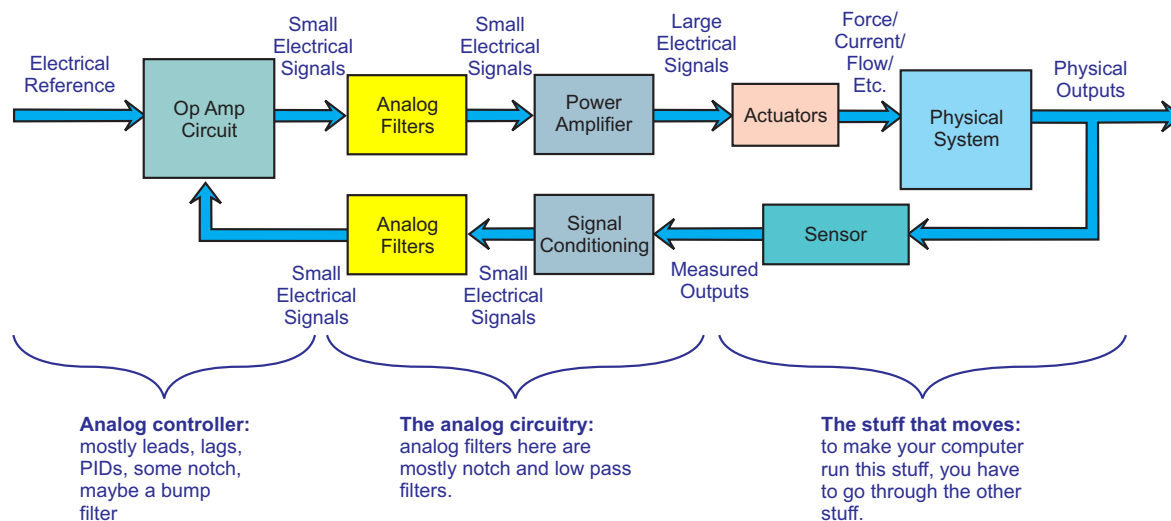 Electrical
Reference
Op Amp
Circuit
Small
Electrical
Signals
Analog
Filters
Small
Electrical
Signals
Power
Amplifier
Large
Electrical
Signals
Actuators
Force/
Current/
Flow/
Etc.
Physical
System
Physical
Outputs
Analog
Filters
Signal
Conditioning
Sensor
Small
Electrical
Signals
Small
Electrical
Signals
Measured
Outputs
Analog controller:
mostly leads, lags,
PIDs, some notch,
maybe a bump
filter
The analog circuitry:
analog filters here are
mostly notch and low pass
filters.
The stuff that moves:
to make your computer
run this stuff, you have
to go through the other
stuff.